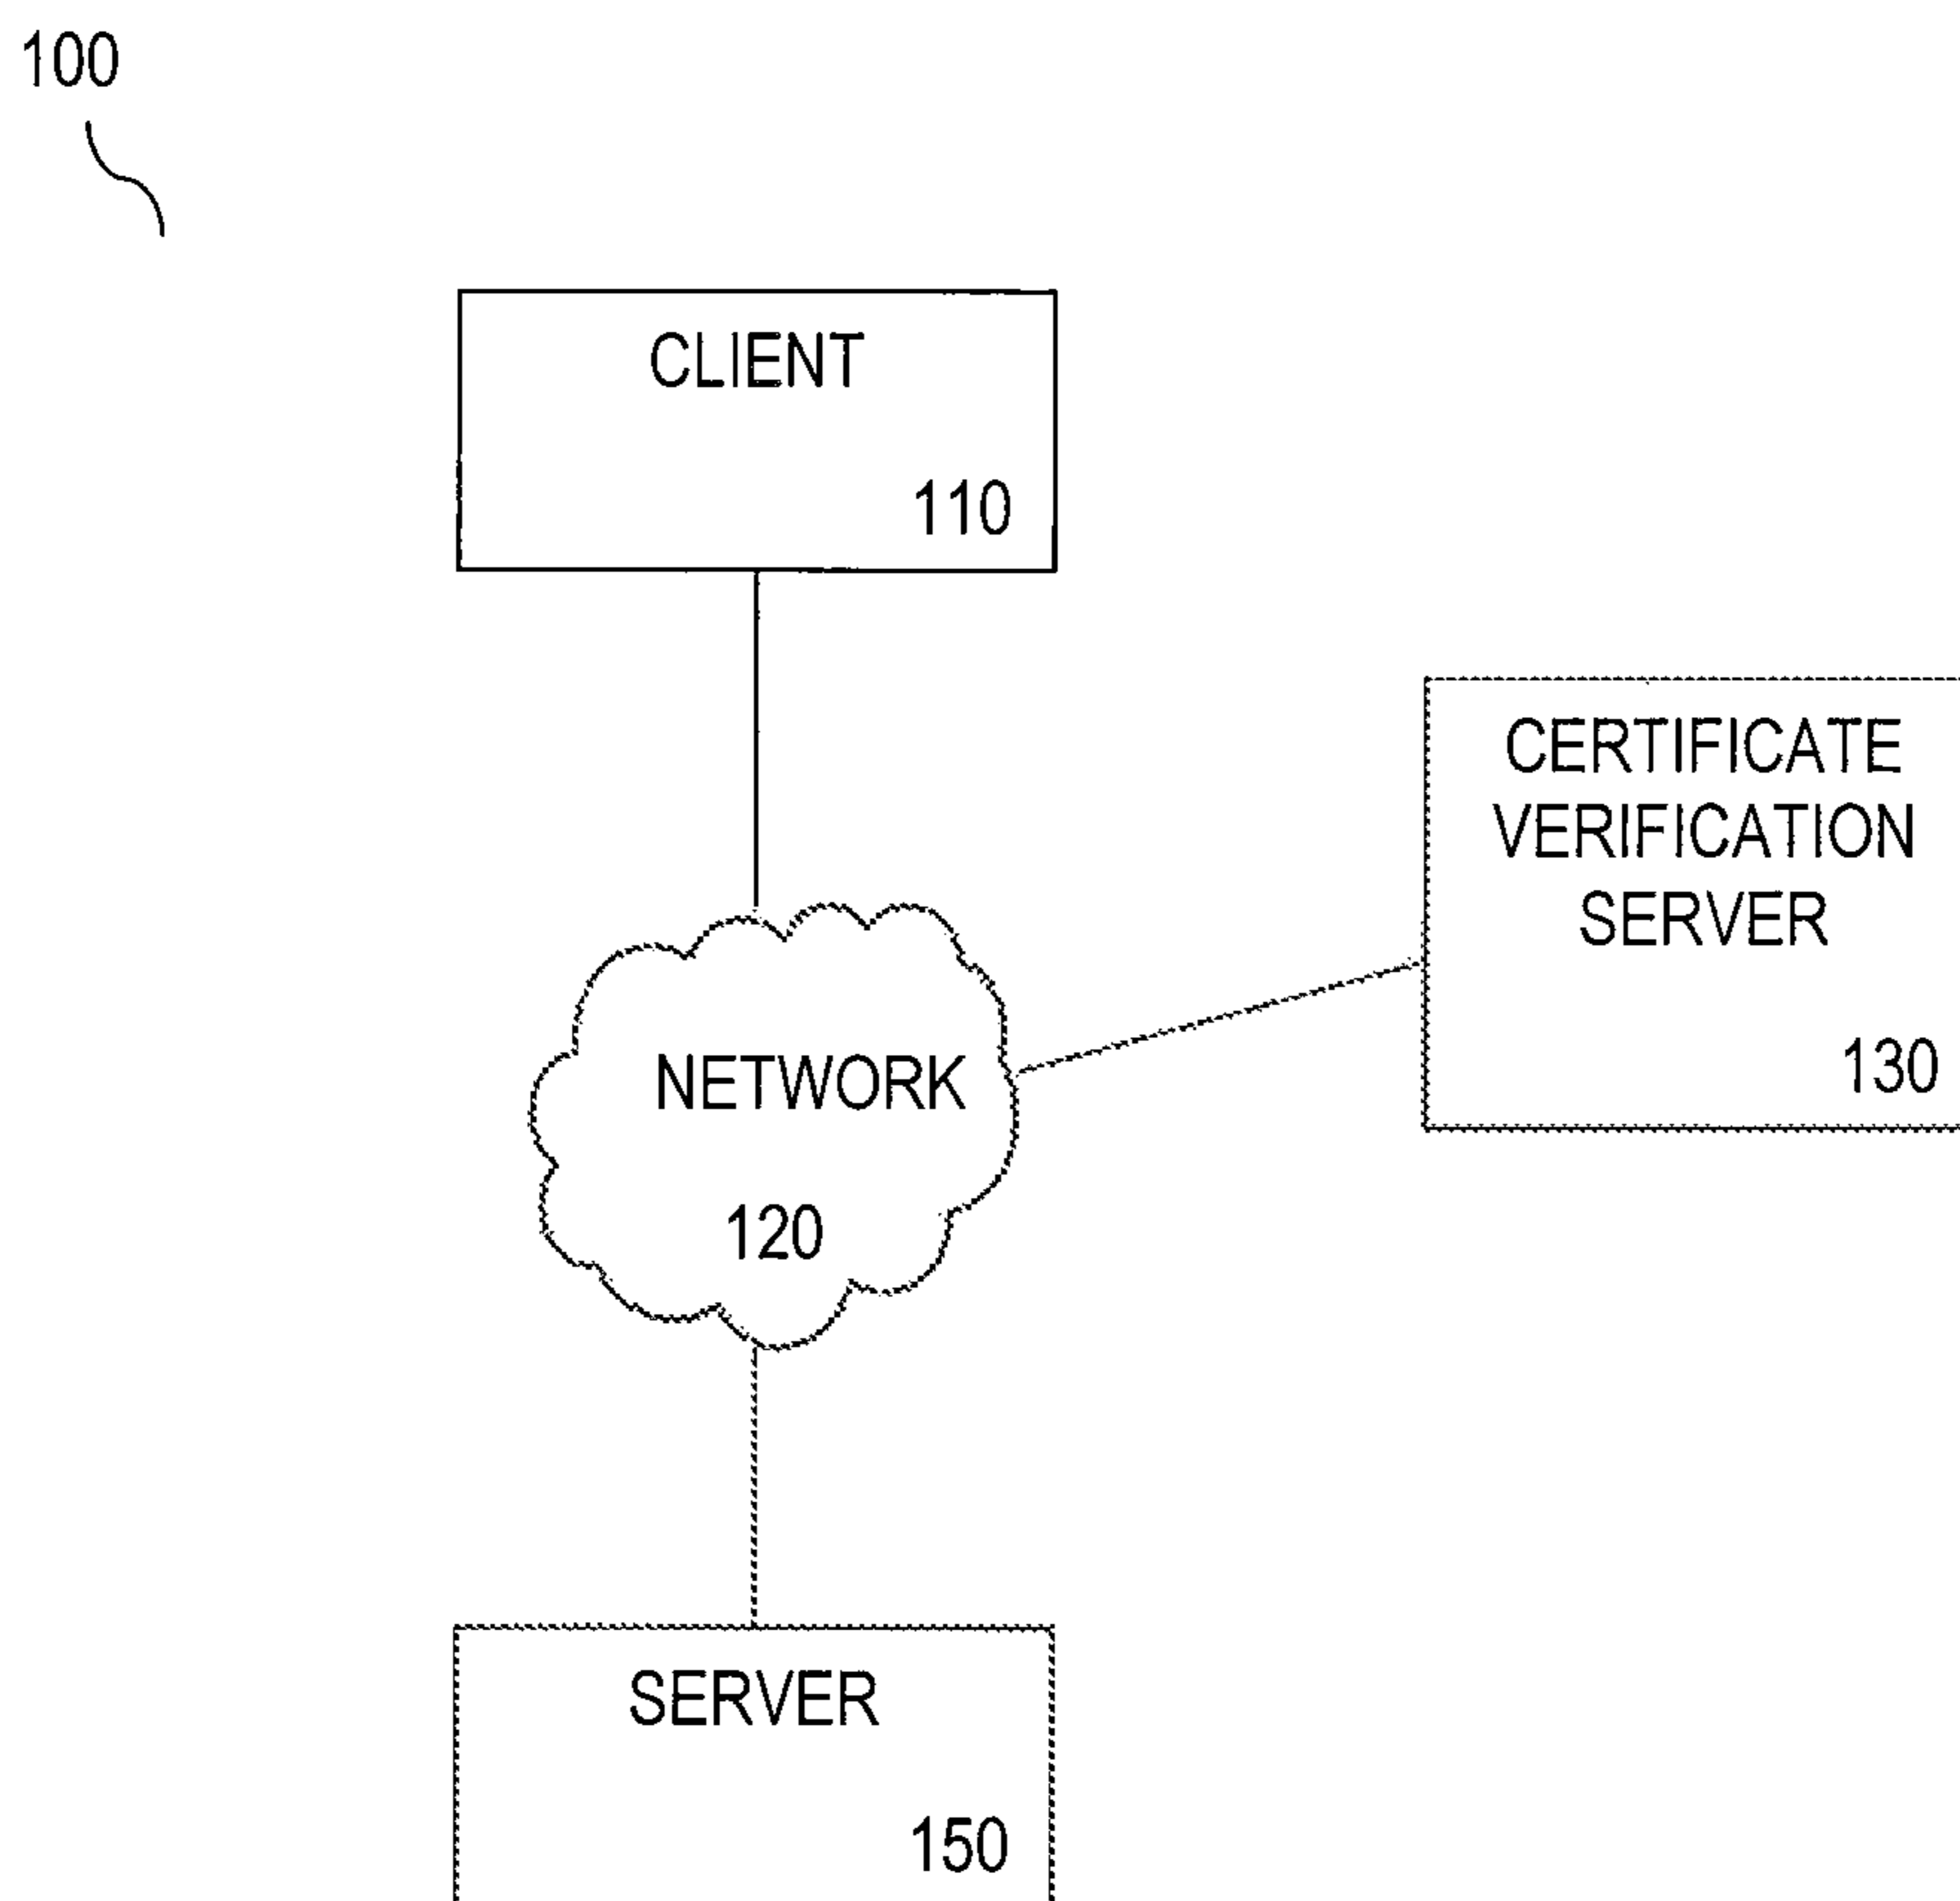 100
CLIENT
110
CERTIFICATE
VERIFICATION
SERVER
130
NETWORK
120
SERVER
150